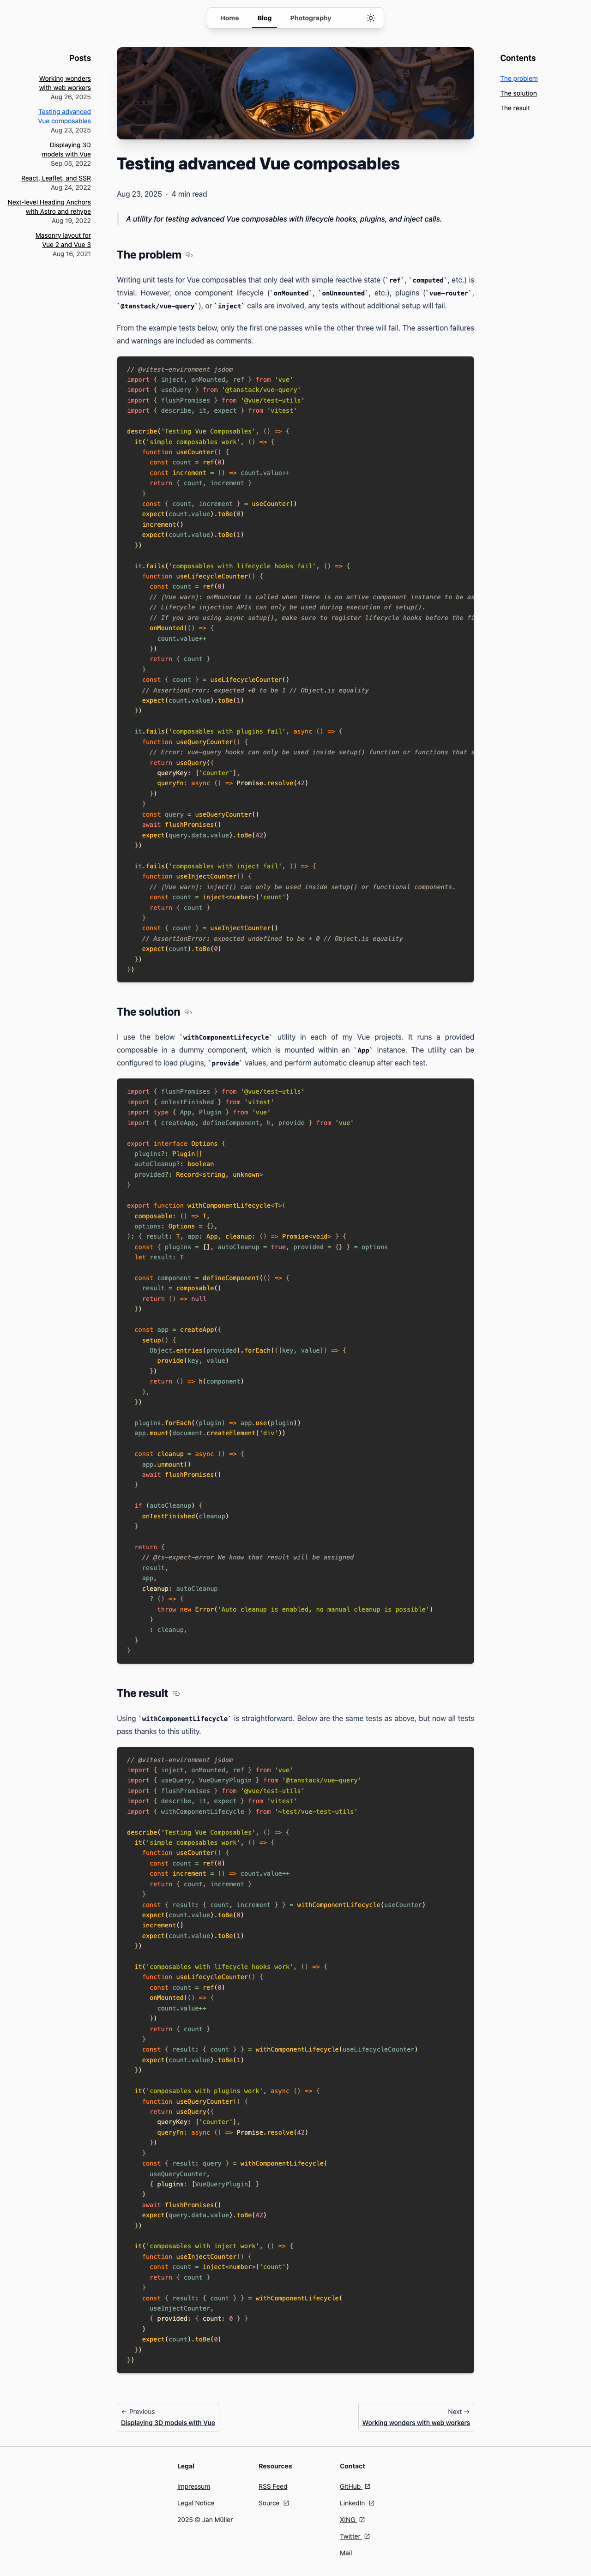 Home
Blog
Photography
Posts
Working wonders
with web workers
Aug 26, 2025
Testing advanced
Vue composables
Aug 23, 2025
Displaying 3D
models with Vue
Sep 05, 2022
React, Leaflet, and SSR
Aug 24, 2022
Next-level Heading Anchors
with Astro and rehype
Aug 19, 2022
Masonry layout for
Vue 2 and Vue 3
Aug 16, 2021
Contents
The problem
The solution
The result
Testing advanced Vue composables
Aug 23, 2025 · 4 min read
A utility for testing advanced Vue composables with lifecycle hooks, plugins, and inject calls.
The problem
Writing unit tests for Vue composables that only deal with simple reactive state (`ref`, `computed`, etc.) is
trivial. However, once component lifecycle (`onMounted`, `onUnmounted`, etc.), plugins (`vue-router`,
`@tanstack/vue-query`), or `inject` calls are involved, any tests without additional setup will fail.
From the example tests below, only the first one passes while the other three will fail. The assertion failures
and warnings are included as comments.
// @vitest-environment jsdom
import { inject, onMounted, ref } from 'vue'
import { useQuery } from '@tanstack/vue-query'
import { flushPromises } from '@vue/test-utils'
import { describe, it, expect } from 'vitest'
describe('Testing Vue Composables', () => {
  it('simple composables work', () => {
    function useCounter() {
      const count = ref(0)
      const increment = () => count.value++
      return { count, increment }
    }
    const { count, increment } = useCounter()
    expect(count.value).toBe(0)
    increment()
    expect(count.value).toBe(1)
  })
  it.fails('composables with lifecycle hooks fail', () => {
    function useLifecycleCounter() {
      const count = ref(0)
      // [Vue warn]: onMounted is called when there is no active component instance to be as
      // Lifecycle injection APIs can only be used during execution of setup().
      // If you are using async setup(), make sure to register lifecycle hooks before the fi
      onMounted(() => {
        count.value++
      })
      return { count }
    }
    const { count } = useLifecycleCounter()
    // AssertionError: expected +0 to be 1 // Object.is equality
    expect(count.value).toBe(1)
  })
  it.fails('composables with plugins fail', async () => {
    function useQueryCounter() {
      // Error: vue-query hooks can only be used inside setup() function or functions that s
      return useQuery({
        queryKey: ['counter'],
        queryFn: async () => Promise.resolve(42)
      })
    }
    const query = useQueryCounter()
    await flushPromises()
    expect(query.data.value).toBe(42)
  })
  it.fails('composables with inject fail', () => {
    function useInjectCounter() {
      // [Vue warn]: inject() can only be used inside setup() or functional components.
      const count = inject<number>('count')
      return { count }
    }
    const { count } = useInjectCounter()
    // AssertionError: expected undefined to be + 0 // Object.is equality
    expect(count).toBe(0)
  })
})
The solution
I use the below `withComponentLifecycle` utility in each of my Vue projects. It runs a provided
composable in a dummy component, which is mounted within an `App` instance. The utility can be
configured to load plugins, `provide` values, and perform automatic cleanup after each test.
import { flushPromises } from '@vue/test-utils'
import { onTestFinished } from 'vitest'
import type { App, Plugin } from 'vue'
import { createApp, defineComponent, h, provide } from 'vue'
export interface Options {
  plugins?: Plugin[]
  autoCleanup?: boolean
  provided?: Record<string, unknown>
}
export function withComponentLifecycle<T>(
  composable: () => T,
  options: Options = {},
): { result: T, app: App, cleanup: () => Promise<void> } {
  const { plugins = [], autoCleanup = true, provided = {} } = options
  let result: T
  const component = defineComponent(() => {
    result = composable()
    return () => null
  })
  const app = createApp({
    setup() {
      Object.entries(provided).forEach(([key, value]) => {
        provide(key, value)
      })
      return () => h(component)
    },
  })
  plugins.forEach((plugin) => app.use(plugin))
  app.mount(document.createElement('div'))
  const cleanup = async () => {
    app.unmount()
    await flushPromises()
  }
  if (autoCleanup) {
    onTestFinished(cleanup)
  }
  return {
    // @ts-expect-error We know that result will be assigned
    result,
    app,
    cleanup: autoCleanup
      ? () => {
        throw new Error('Auto cleanup is enabled, no manual cleanup is possible')
      }
      : cleanup,
  }
}
The result
Using `withComponentLifecycle` is straightforward. Below are the same tests as above, but now all tests
pass thanks to this utility.
// @vitest-environment jsdom
import { inject, onMounted, ref } from 'vue'
import { useQuery, VueQueryPlugin } from '@tanstack/vue-query'
import { flushPromises } from '@vue/test-utils'
import { describe, it, expect } from 'vitest'
import { withComponentLifecycle } from '~test/vue-test-utils'
describe('Testing Vue Composables', () => {
  it('simple composables work', () => {
    function useCounter() {
      const count = ref(0)
      const increment = () => count.value++
      return { count, increment }
    }
    const { result: { count, increment } } = withComponentLifecycle(useCounter)
    expect(count.value).toBe(0)
    increment()
    expect(count.value).toBe(1)
  })
  it('composables with lifecycle hooks work', () => {
    function useLifecycleCounter() {
      const count = ref(0)
      onMounted(() => {
        count.value++
      })
      return { count }
    }
    const { result: { count } } = withComponentLifecycle(useLifecycleCounter)
    expect(count.value).toBe(1)
  })
  it('composables with plugins work', async () => {
    function useQueryCounter() {
      return useQuery({
        queryKey: ['counter'],
        queryFn: async () => Promise.resolve(42)
      })
    }
    const { result: query } = withComponentLifecycle(
      useQueryCounter,
      { plugins: [VueQueryPlugin] }
    )
    await flushPromises()
    expect(query.data.value).toBe(42)
  })
  it('composables with inject work', () => {
    function useInjectCounter() {
      const count = inject<number>('count')
      return { count }
    }
    const { result: { count } } = withComponentLifecycle(
      useInjectCounter,
      { provided: { count: 0 } }
    )
    expect(count).toBe(0)
  })
})
← Previous
Displaying 3D models with Vue
Next →
Working wonders with web workers
Legal
Impressum
Legal Notice
2025 © Jan Müller
Resources
RSS Feed
Source
Contact
GitHub
LinkedIn
XING
Twitter
Mail